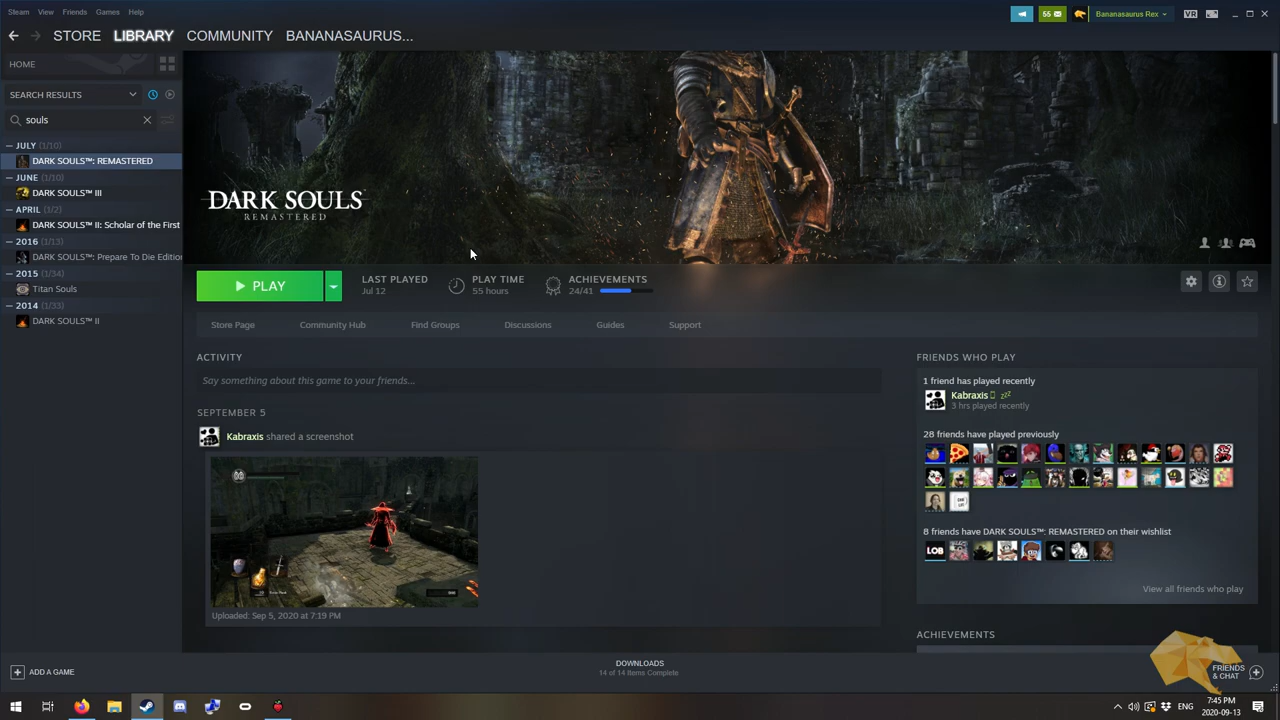 Steam View Friends Games Help
55 Bananasaurus Rex VR
STORE LIBRARY COMMUNITY BANANASAURUS...
HOME
SEARCH RESULTS
souls
JULY (1/10)
DARK SOULS™: REMASTERED
JUNE (1/10)
DARK SOULS™ III
APRIL (1/2)
DARK SOULS™ II: Scholar of the First
2016 (1/13)
DARK SOULS™: Prepare To Die Edition
2015 (1/34)
Titan Souls
2014 (1/33)
DARK SOULS™ II
DARK SOULS™
REMASTERED
PLAY
LAST PLAYED
Jul 12
PLAY TIME
55 hours
ACHIEVEMENTS
24/41
Store Page Community Hub Find Groups Discussions Guides Support
ACTIVITY
Say something about this game to your friends...
SEPTEMBER 5
Kabraxis shared a screenshot
Uploaded: Sep 5, 2020 at 7:19 PM
FRIENDS WHO PLAY
1 friend has played recently
Kabraxis zzZ
3 hrs played recently
28 friends have played previously
8 friends have DARK SOULS™: REMASTERED on their wishlist
LOB
View all friends who play
ACHIEVEMENTS
ADD A GAME
DOWNLOADS
14 of 14 Items Complete
FRIENDS
& CHAT
ENG
7:45 PM
2020-09-13